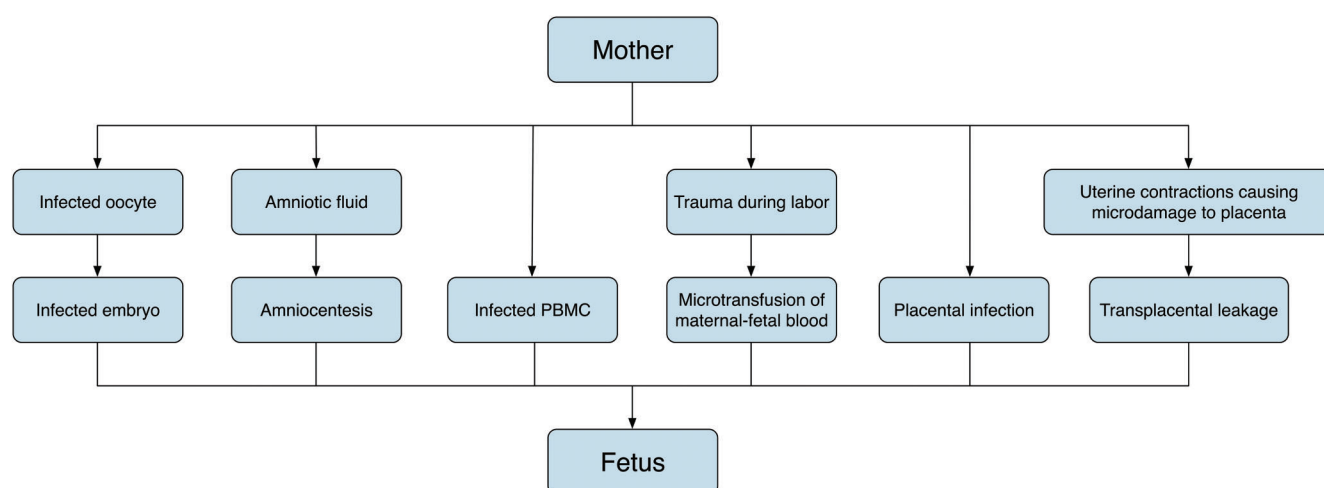 Mother
Infected oocyte
Amniotic fluid
Trauma during labor
Uterine contractions causing
microdamage to placenta
Infected embryo
Amniocentesis
Infected PBMC
Microtransfusion of
maternal-fetal blood
Placental infection
Transplacental leakage
Fetus